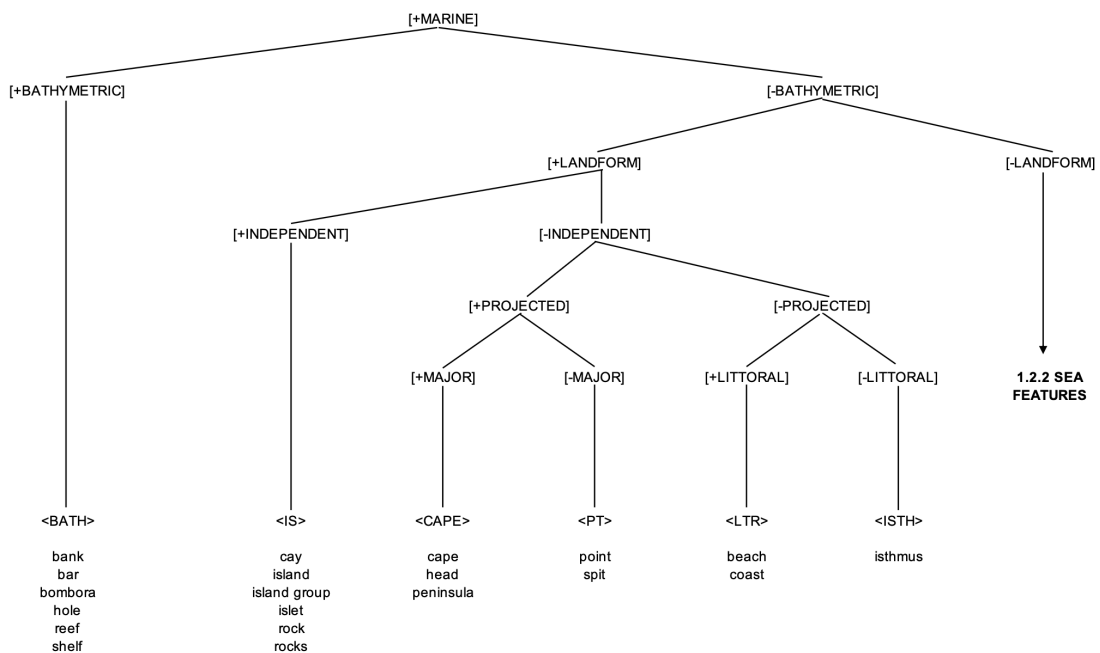 [+MARINE]
[+BATHYMETRIC]
[-BATHYMETRIC]
[+LANDFORM]
[-LANDFORM]
[+INDEPENDENT]
[-INDEPENDENT]
[+PROJECTED]
[-PROJECTED]
[+MAJOR]
[-MAJOR]
[+LITTORAL]
[-LITTORAL]
1.2.2 SEA
FEATURES
<BATH>
bank
bar
bombora
hole
reef
shelf
<IS>
cay
island
island group
islet
rock
rocks
<CAPE>
cape
head
peninsula
<PT>
point
spit
<LTR>
beach
coast
<ISTH>
isthmus